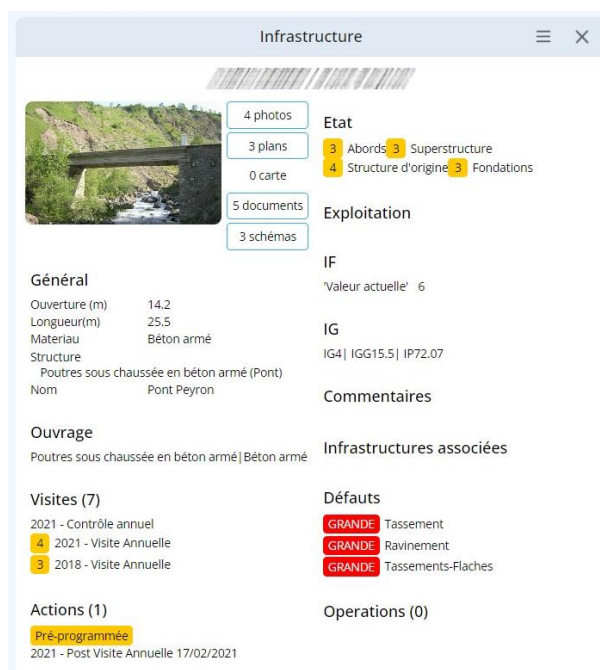 Infrastructure
4 photos
3 plans
0 carte
5 documents
3 schémas
Général
Ouverture (m) 14.2
Longueur(m) 25.5
Materiau Béton armé
Structure
Poutres sous chaussée en béton armé (Pont)
Nom Pont Peyron
Ouvrage
Poutres sous chaussée en béton armé|Béton armé
Visites (7)
2021 - Contrôle annuel
4 2021 - Visite Annuelle
3 2018 - Visite Annuelle
Actions (1)
Pré-programmée
2021 - Post Visite Annuelle 17/02/2021
Etat
3 Abords 3 Superstructure
4 Structure d'origine 3 Fondations
Exploitation
IF
'Valeur actuelle' 6
IG
IG4| IGG15.5| IP72.07
Commentaires
Infrastructures associées
Défauts
GRANDE Tassement
GRANDE Ravinement
GRANDE Tassements-Flaches
Operations (0)